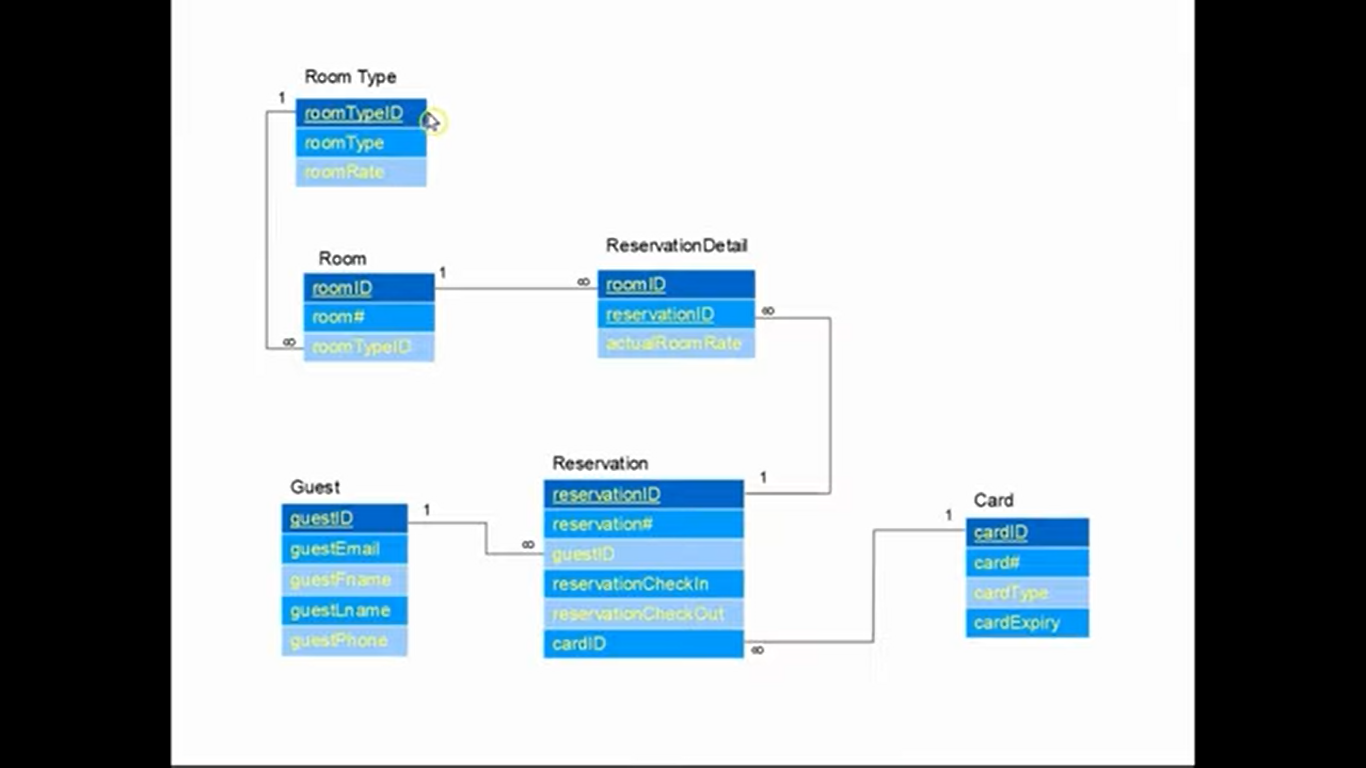 Room Type
1
roomTypeID
roomType
roomRate
Room
roomID
room#
roomTypeID
1
∞
∞
ReservationDetail
roomID
reservationID
actualRoomRate
∞
Guest
guestID
guestEmail
guestFname
guestLname
guestPhone
1
∞
Reservation
reservationID
reservation#
guestID
reservationCheckIn
reservationCheckOut
cardID
1
∞
Card
1
cardID
card#
cardType
cardExpiry